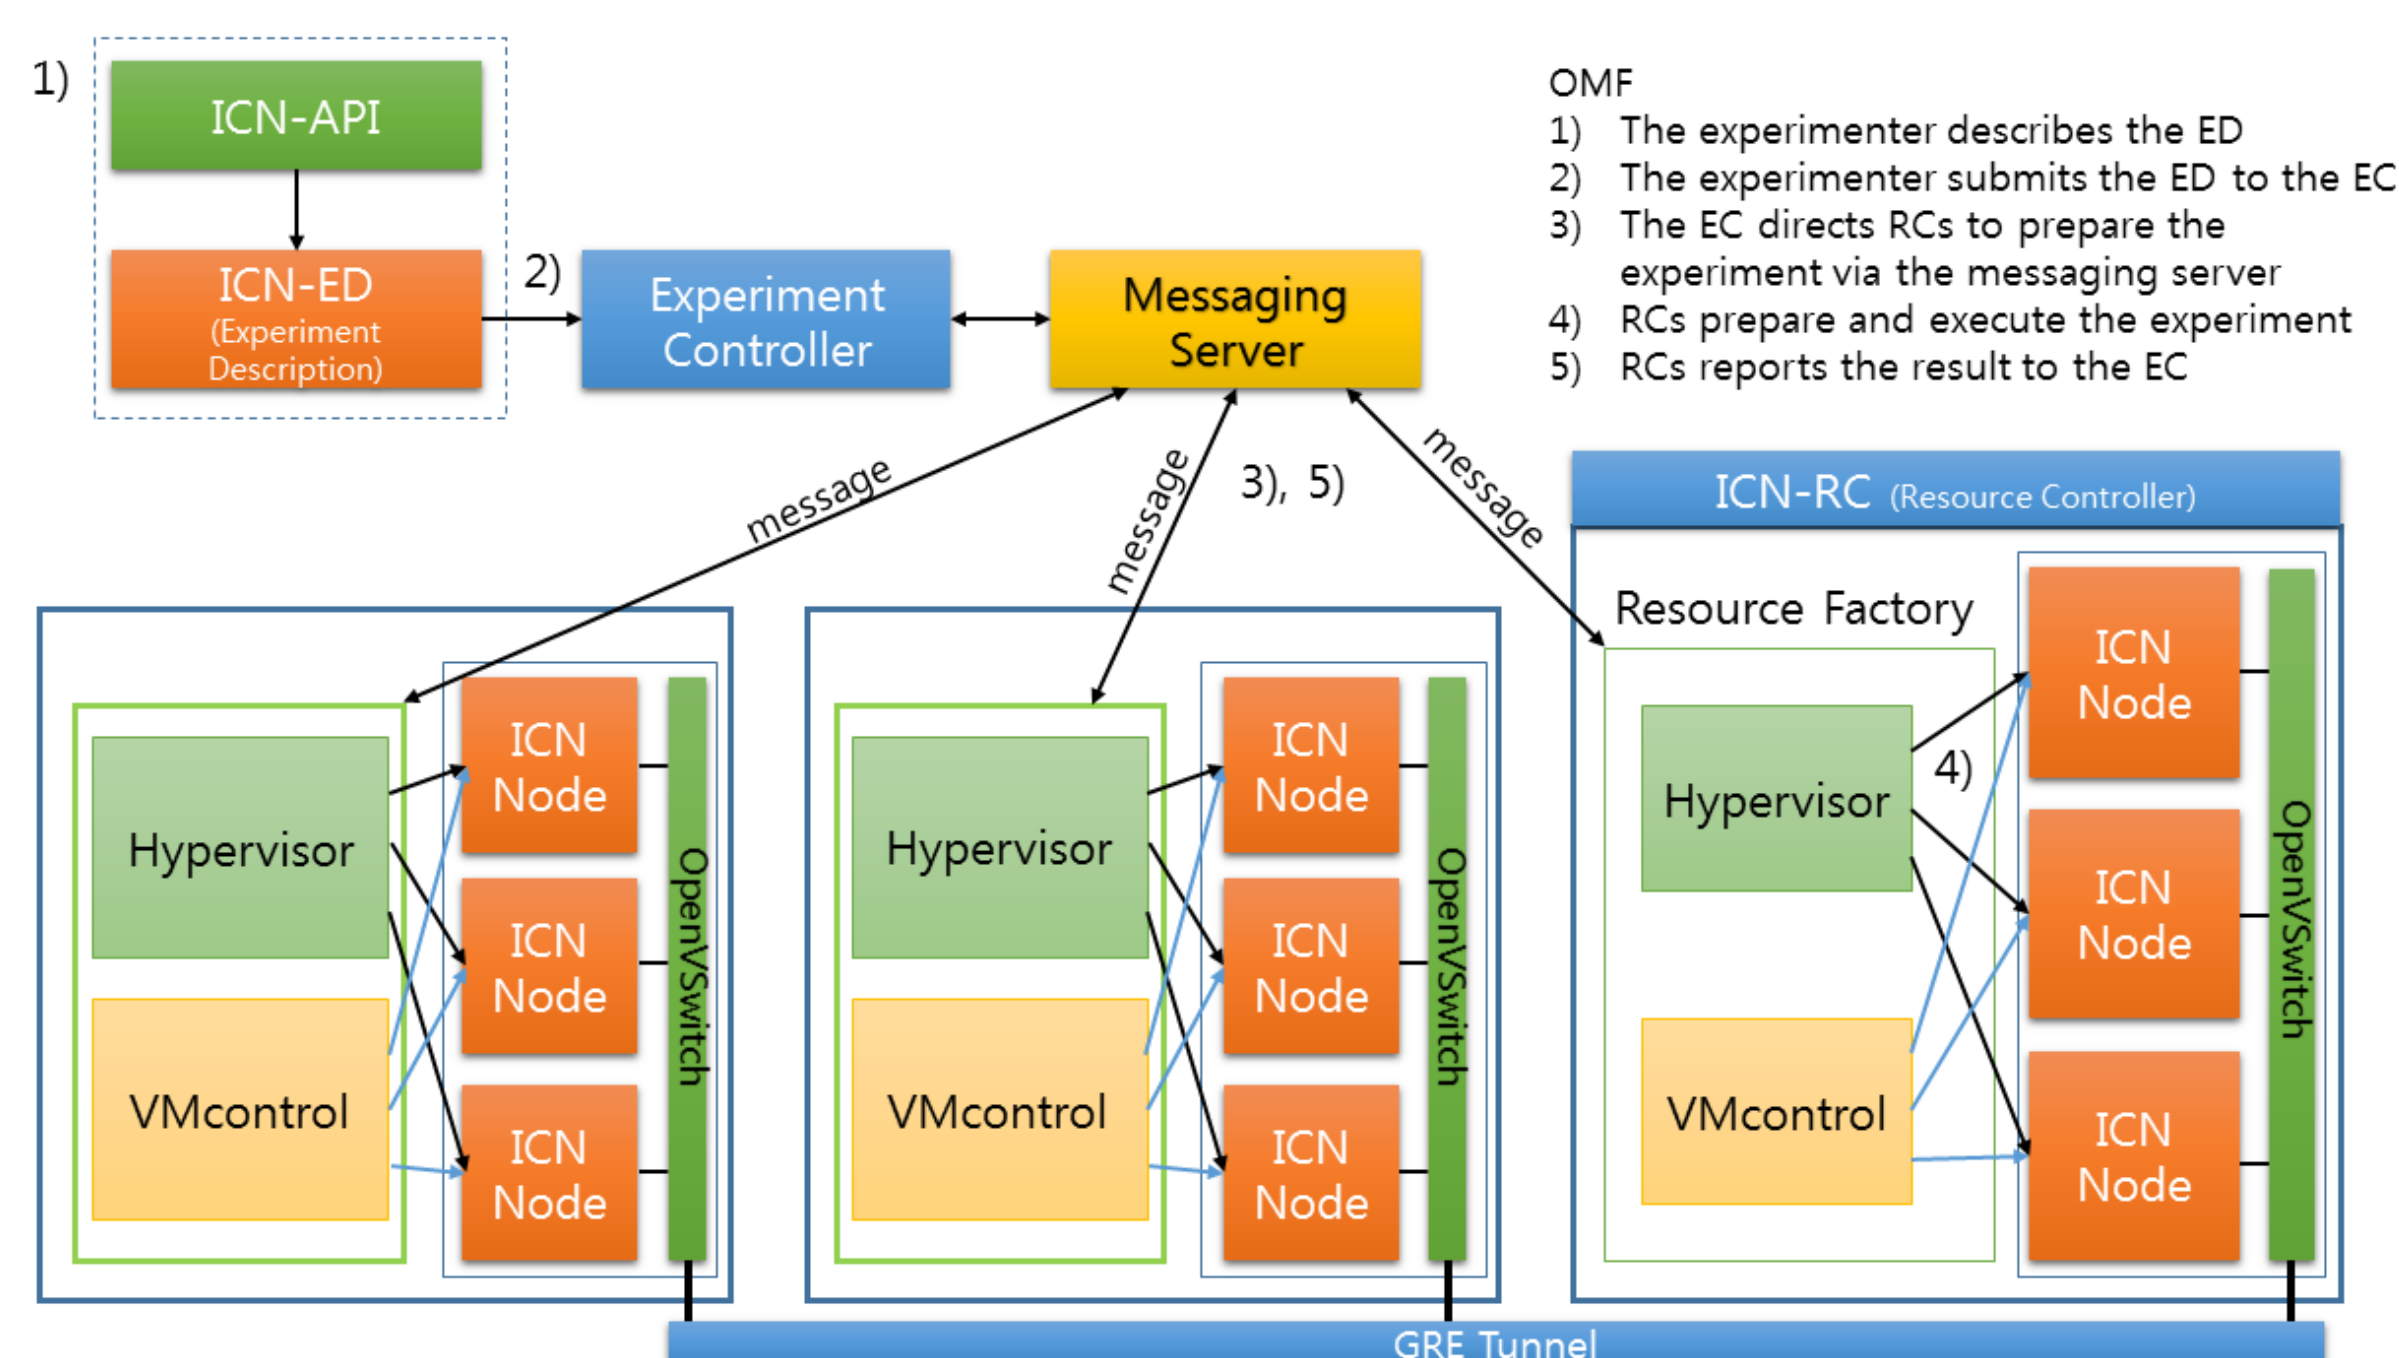 1)
ICN-API
ICN-ED
(Experiment
Description)
2)
Experiment
Controller
Messaging
Server
OMF
1) The experimenter describes the ED
2) The experimenter submits the ED to the EC
3) The EC directs RCs to prepare the
experiment via the messaging server
4) RCs prepare and execute the experiment
5) RCs reports the result to the EC
message
message
3), 5)
message
ICN-RC (Resource Controller)
Hypervisor
VMcontrol
ICN
Node
ICN
Node
ICN
Node
OpenVSwitch
Hypervisor
VMcontrol
ICN
Node
ICN
Node
ICN
Node
OpenVSwitch
Resource Factory
Hypervisor
4)
VMcontrol
ICN
Node
ICN
Node
ICN
Node
OpenVSwitch
GRE Tunnel